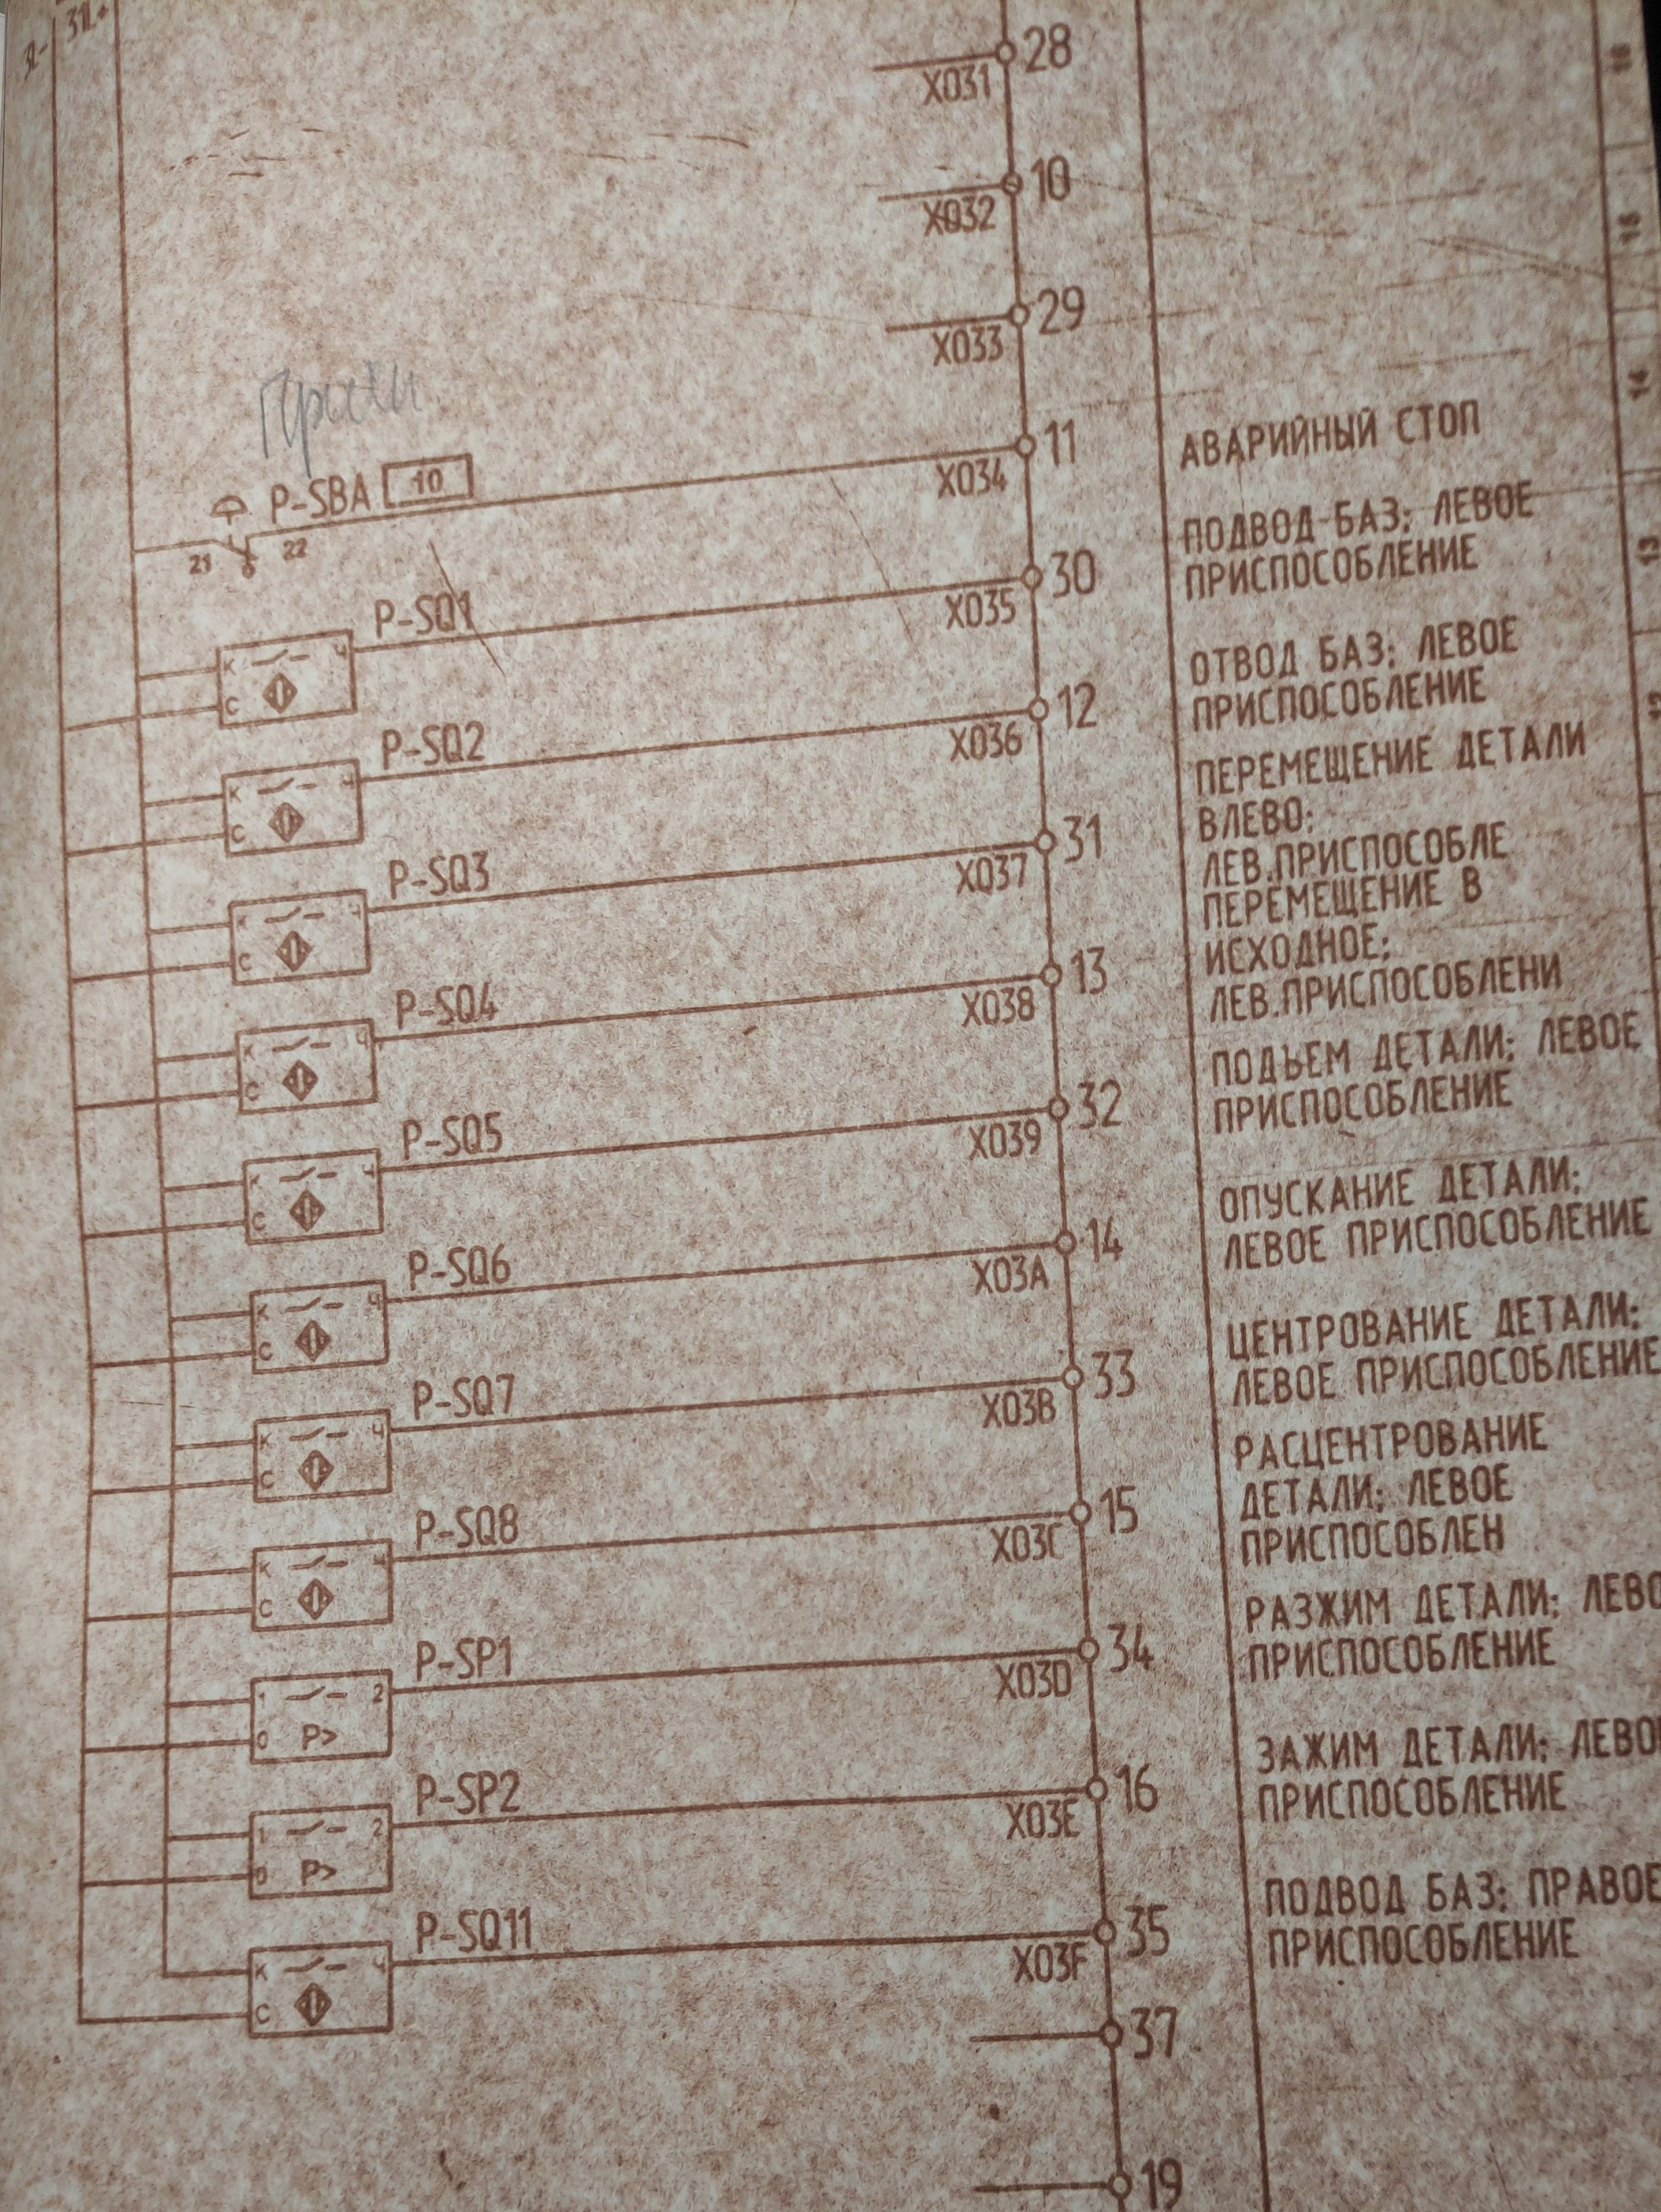 28
X031
10
X032
29
X033
P-SBA 10
21 22
11
X034
АВАРИЙНЫЙ СТОП
P-SQ1
К Ч
С
30
X035
ПОДВОД БАЗ; ЛЕВОЕ
ПРИСПОСОБЛЕНИЕ
P-SQ2
К Ч
С
12
X036
ОТВОД БАЗ; ЛЕВОЕ
ПРИСПОСОБЛЕНИЕ
P-SQ3
К Ч
С
31
X037
ПЕРЕМЕЩЕНИЕ ДЕТАЛИ
ВЛЕВО;
ЛЕВ.ПРИСПОСОБЛЕ
P-SQ4
К Ч
С
13
X038
ПЕРЕМЕЩЕНИЕ В
ИСХОДНОЕ;
ЛЕВ.ПРИСПОСОБЛЕНИ
P-SQ5
К Ч
С
32
X039
ПОДЬЕМ ДЕТАЛИ; ЛЕВОЕ
ПРИСПОСОБЛЕНИЕ
P-SQ6
К Ч
С
14
X03A
ОПУСКАНИЕ ДЕТАЛИ;
ЛЕВОЕ ПРИСПОСОБЛЕНИЕ
P-SQ7
К Ч
С
33
X03B
ЦЕНТРОВАНИЕ ДЕТАЛИ;
ЛЕВОЕ ПРИСПОСОБЛЕНИЕ
P-SQ8
К Ч
С
15
X03C
РАСЦЕНТРОВАНИЕ
ДЕТАЛИ; ЛЕВОЕ
ПРИСПОСОБЛЕН
P-SP1
1 2
0 P>
34
X03D
РАЗЖИМ ДЕТАЛИ; ЛЕВО
ПРИСПОСОБЛЕНИЕ
P-SP2
1 2
0 P>
16
X03E
ЗАЖИМ ДЕТАЛИ; ЛЕВО
ПРИСПОСОБЛЕНИЕ
P-SQ11
К Ч
С
35
X03F
ПОДВОД БАЗ; ПРАВОЕ
ПРИСПОСОБЛЕНИЕ
37
19
16
15
14
13